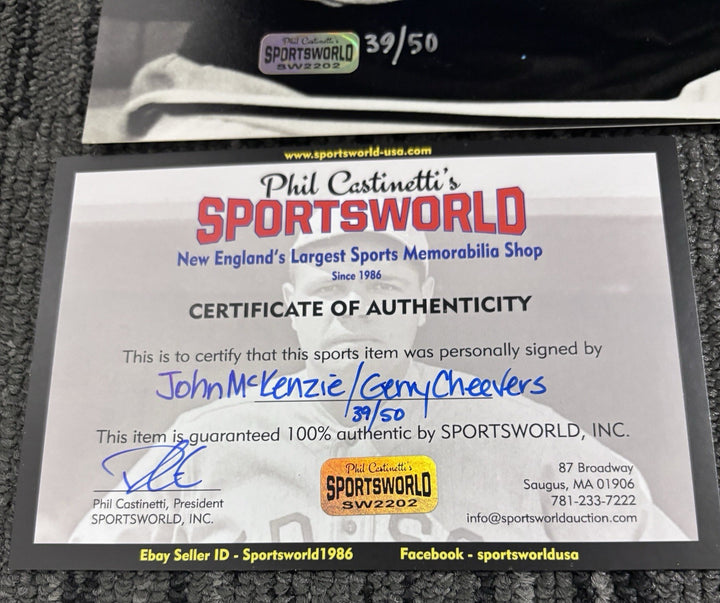 Phil Castinetti's
SPORTSWORLD
SW2202
39/50
www.sportsworld-usa.com
Phil Castinetti's
SPORTSWORLD
New England's Largest Sports Memorabilia Shop
Since 1986
CERTIFICATE OF AUTHENTICITY
This is to certify that this sports item was personally signed by
John McKenzie/Gerry Cheevers
39/50
This item is guaranteed 100% authentic by SPORTSWORLD, INC.
Phil Castinetti, President
SPORTSWORLD, INC.
Phil Castinetti's
SPORTSWORLD
SW2202
87 Broadway
Saugus, MA 01906
781-233-7222
info@sportsworldauction.com
Ebay Seller ID - Sportsworld1986
Facebook - sportsworldusa